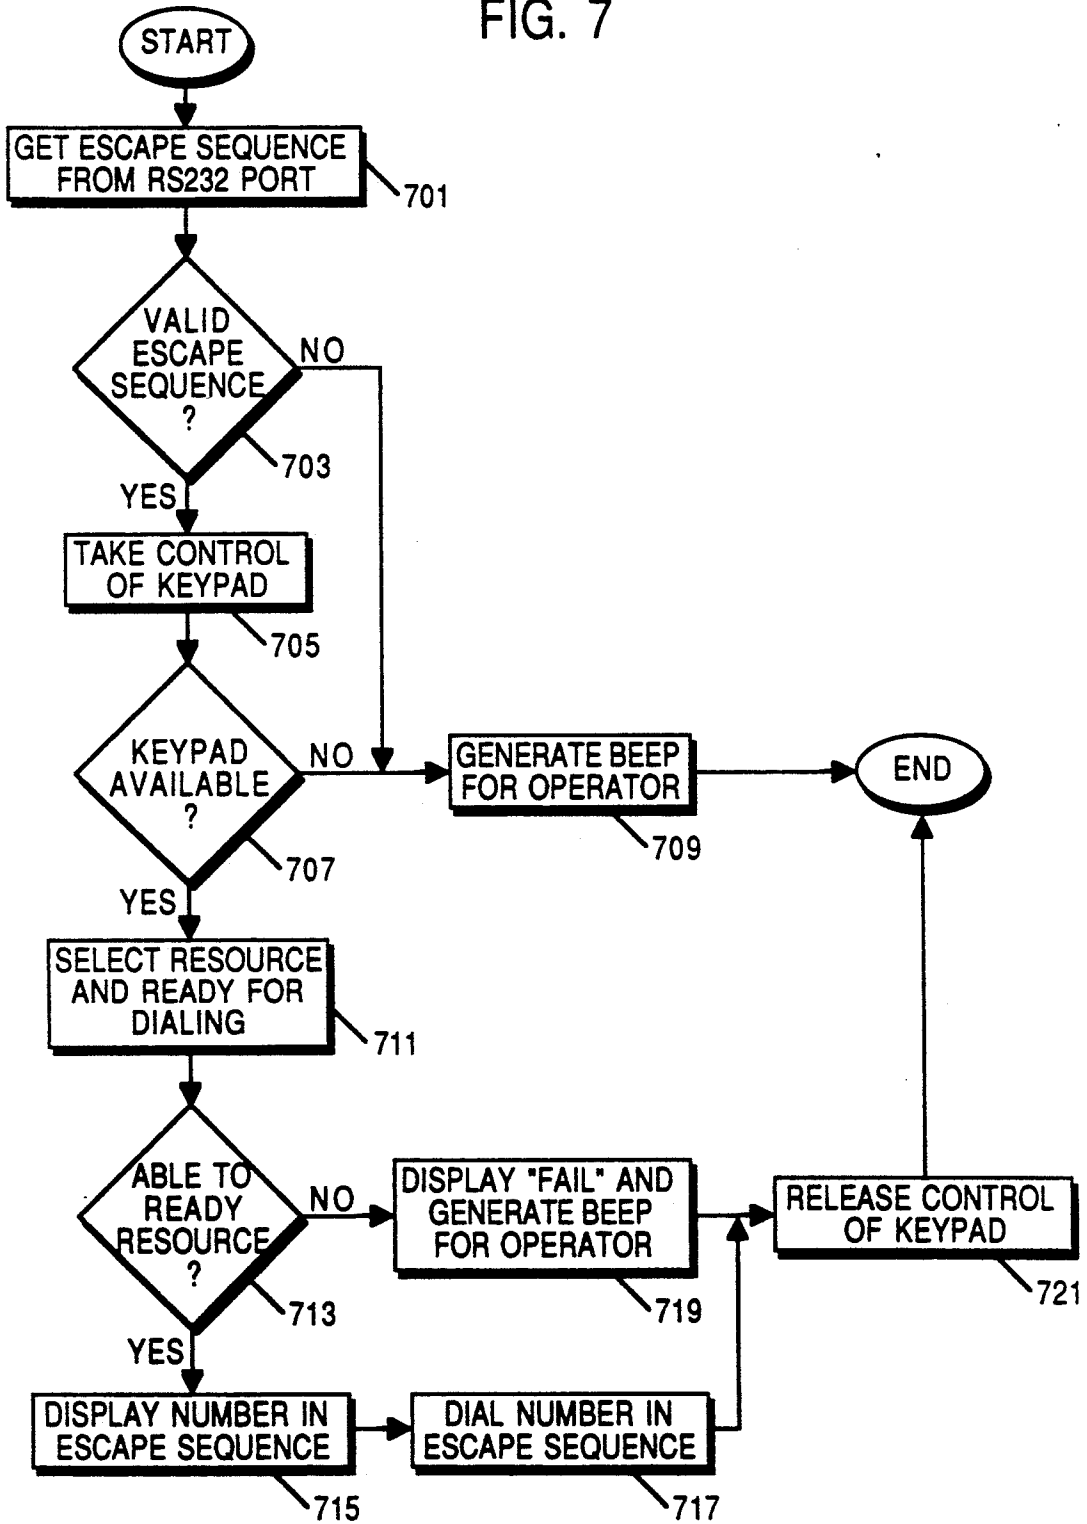 FIG. 7
START
GET ESCAPE SEQUENCE
FROM RS232 PORT
701
VALID
ESCAPE
SEQUENCE
?
NO
703
YES
TAKE CONTROL
OF KEYPAD
705
KEYPAD
AVAILABLE
?
NO
707
GENERATE BEEP
FOR OPERATOR
709
END
YES
SELECT RESOURCE
AND READY FOR
DIALING
711
ABLE TO
READY
RESOURCE
?
NO
713
DISPLAY "FAIL" AND
GENERATE BEEP
FOR OPERATOR
719
RELEASE CONTROL
OF KEYPAD
721
YES
DISPLAY NUMBER IN
ESCAPE SEQUENCE
715
DIAL NUMBER IN
ESCAPE SEQUENCE
717